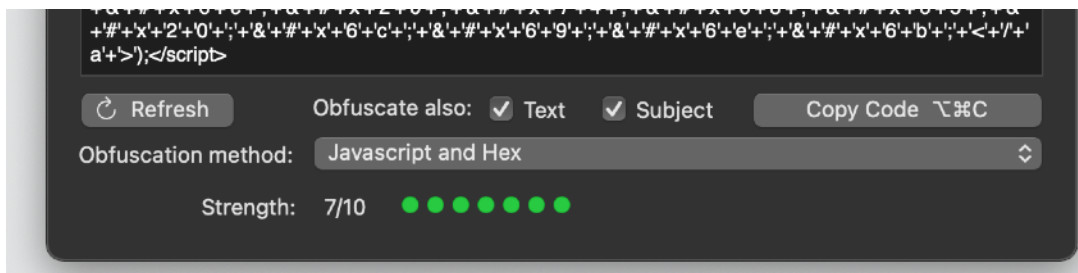 +'#'+'x'+'2'+'0'+';'+'&'+'#'+'x'+'6'+'c'+';'+'&'+'#'+'x'+'6'+'9'+';'+'&'+'#'+'x'+'6'+'e'+';'+'&'+'#'+'x'+'6'+'b'+';'+'<'+'/'+'
a'+'>');</script>
Refresh
Obfuscate also: Text Subject
Copy Code ⌥⌘C
Obfuscation method: Javascript and Hex
Strength: 7/10